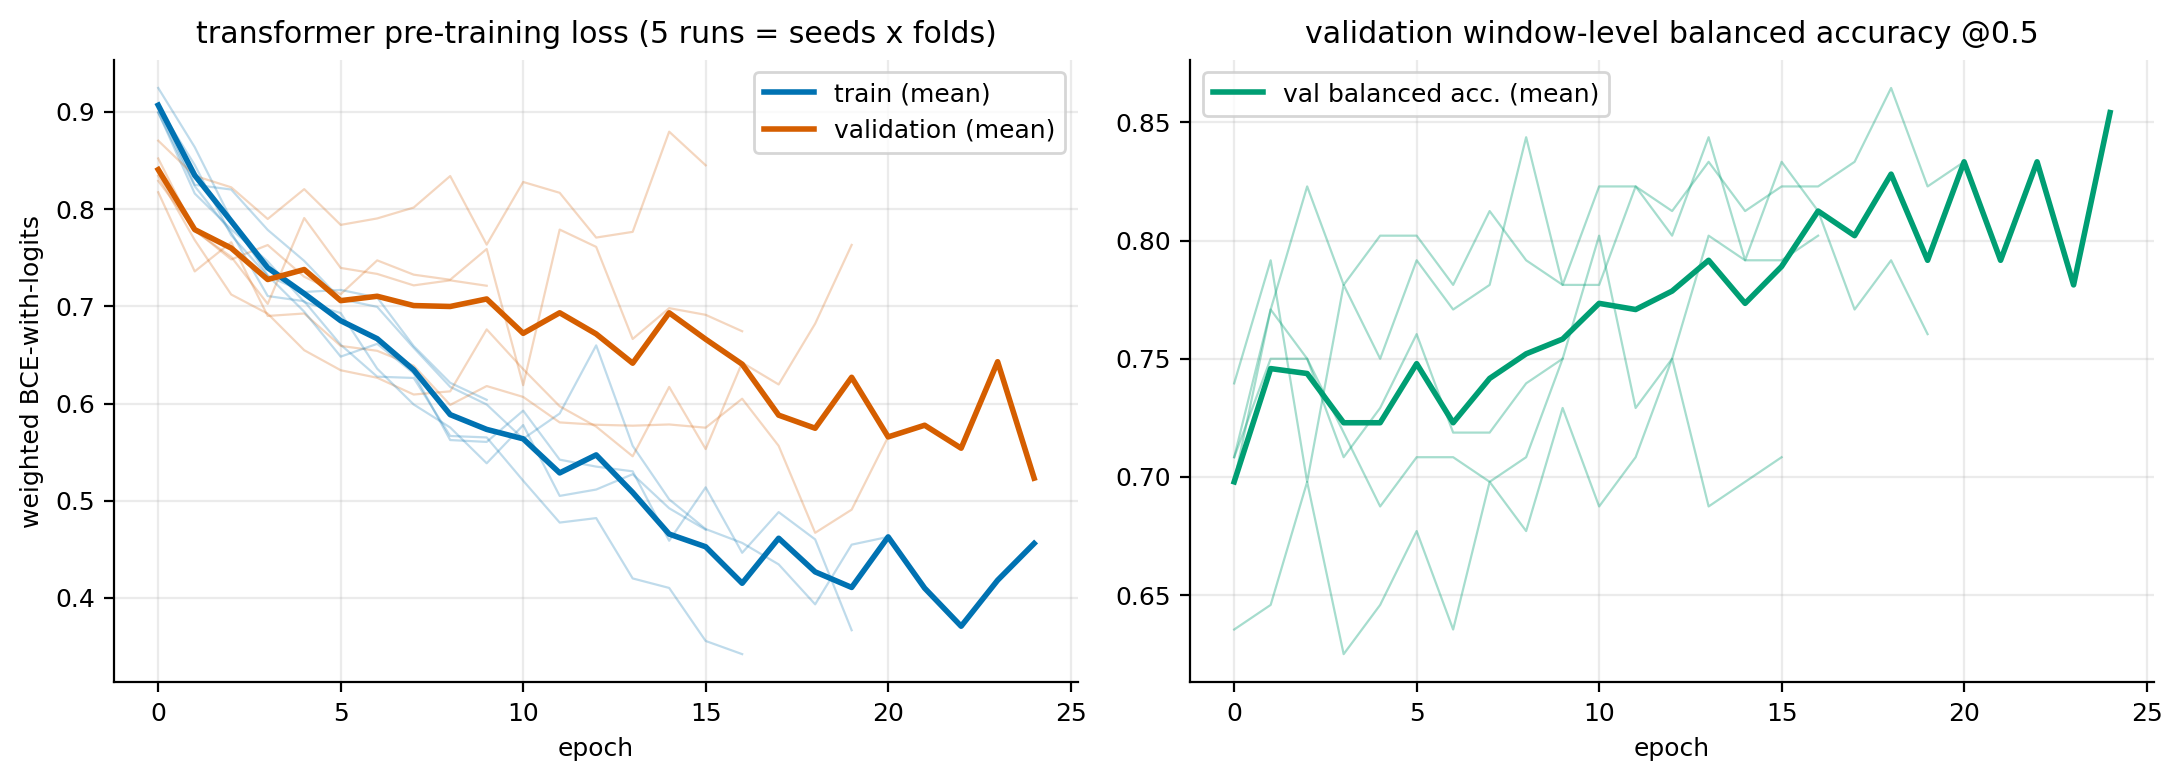 transformer pre-training loss (5 runs = seeds x folds)
train (mean)
validation (mean)
weighted BCE-with-logits
0.9
0.8
0.7
0.6
0.5
0.4
0
5
10
15
20
25
epoch
validation window-level balanced accuracy @0.5
val balanced acc. (mean)
0.85
0.80
0.75
0.70
0.65
0
5
10
15
20
25
epoch